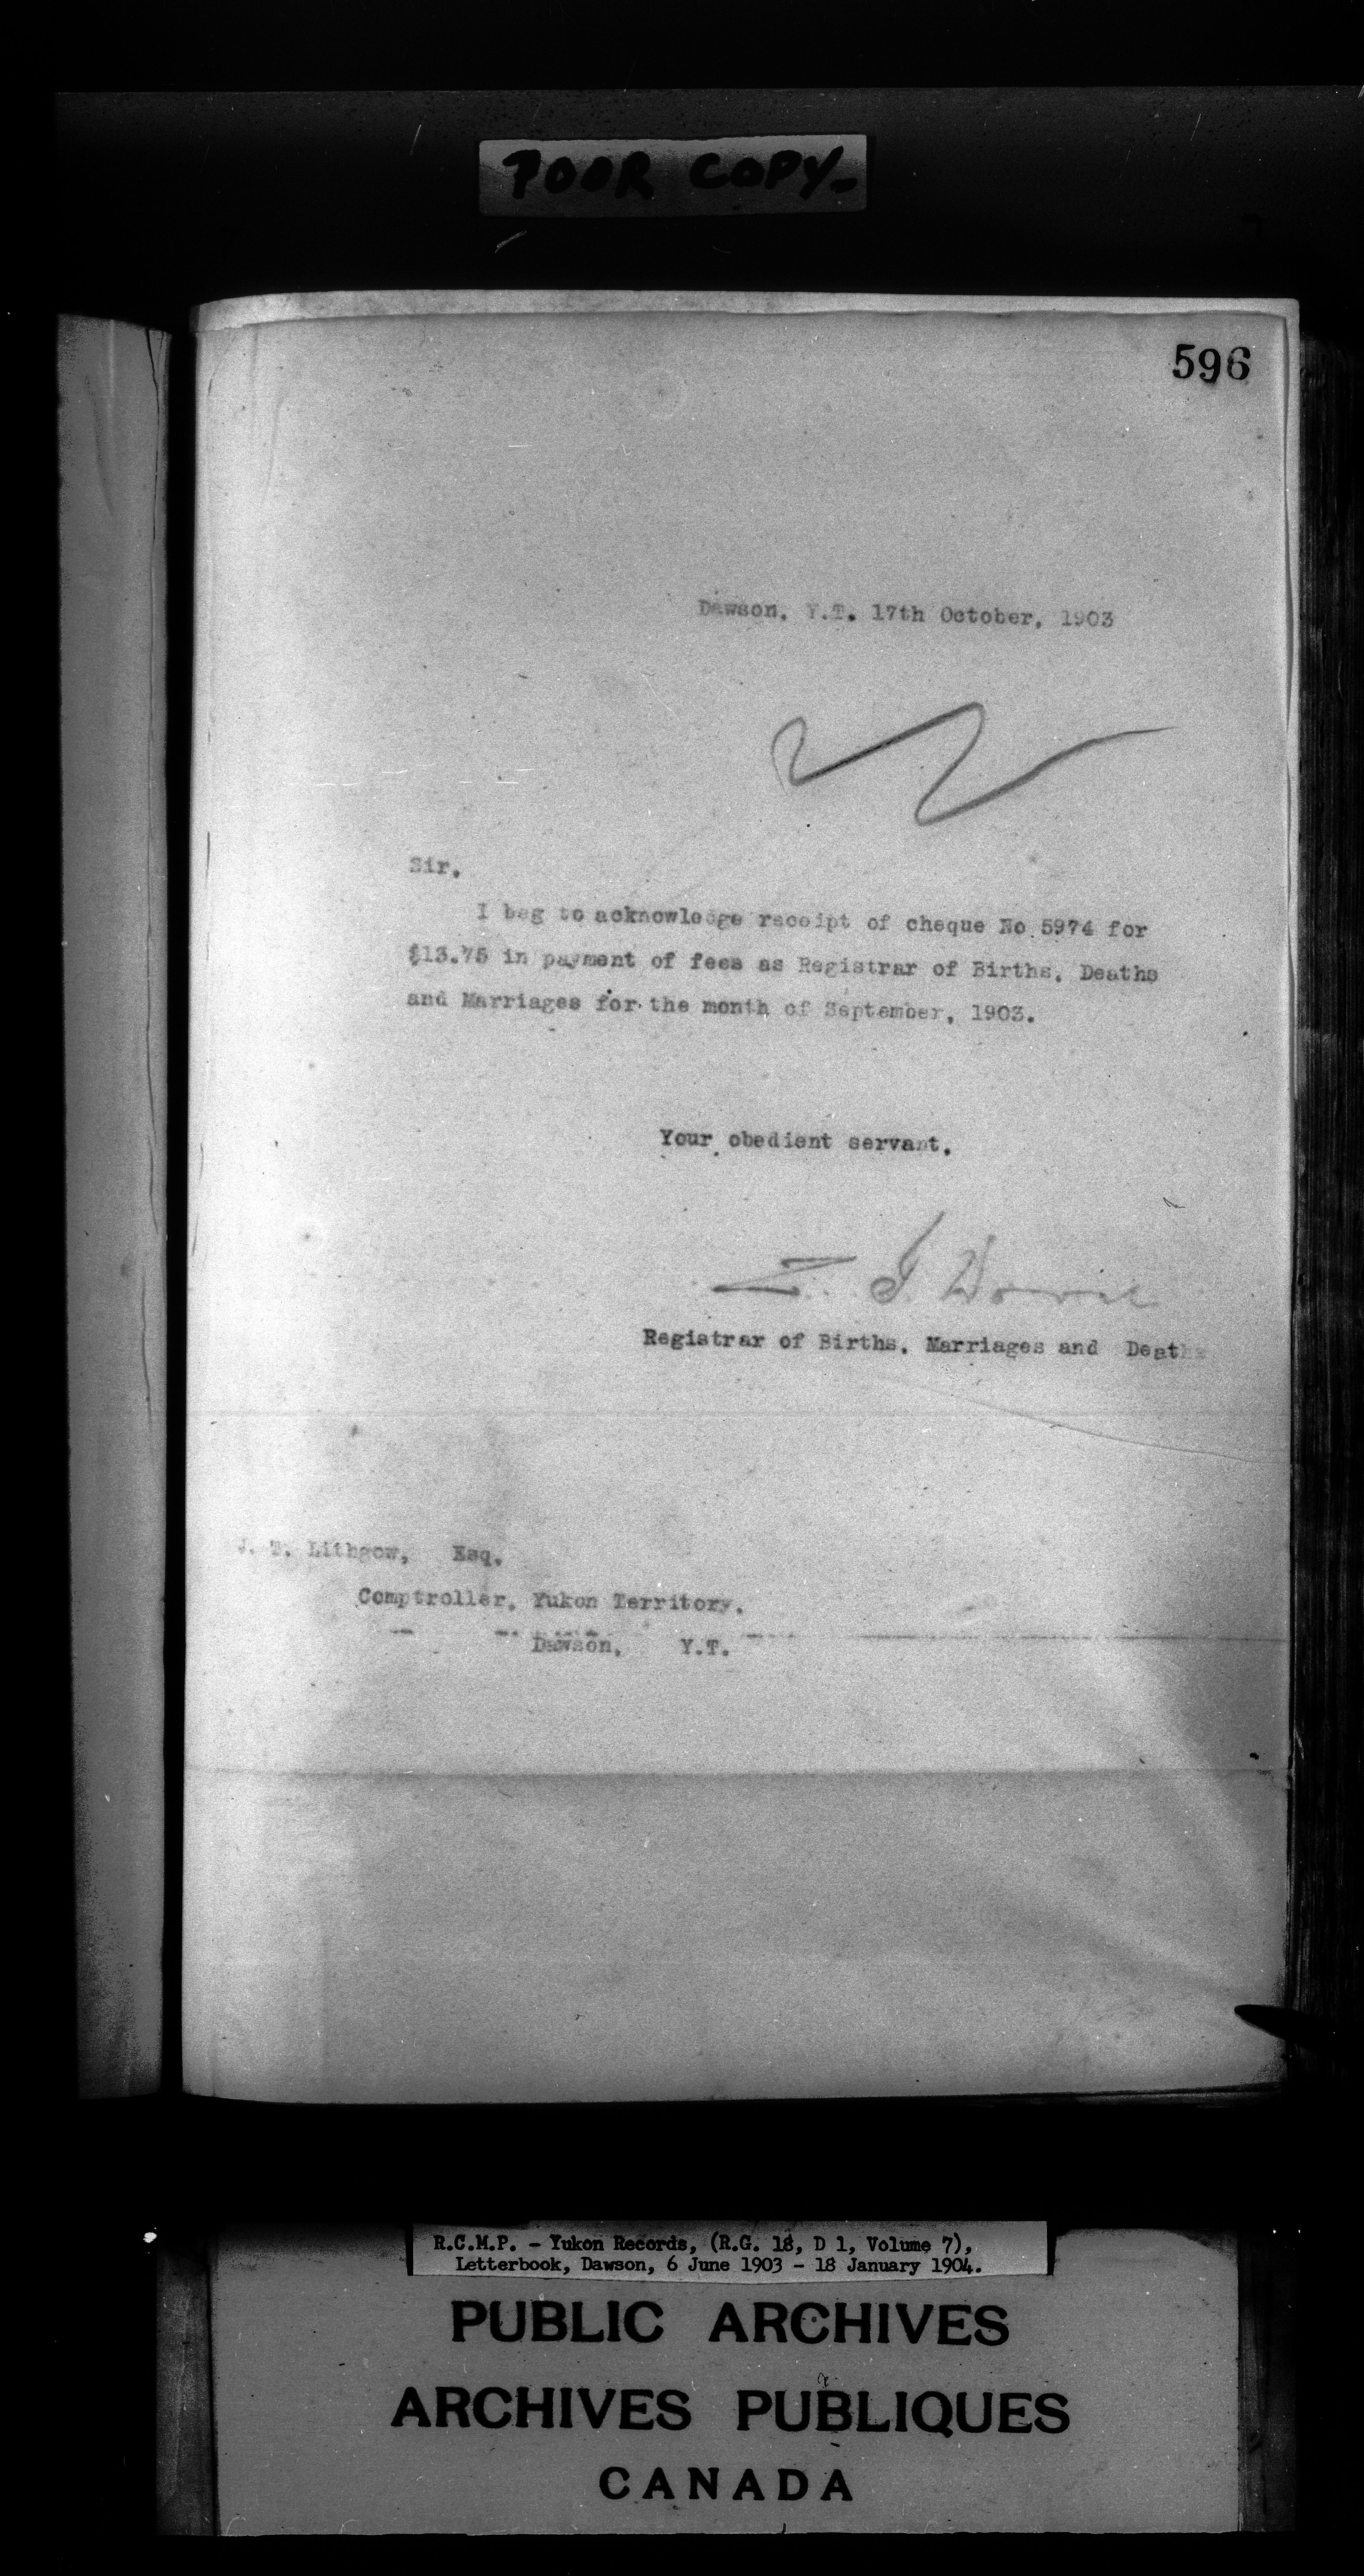 POOR COPY-
596
Dawson. Y.T. 17th October, 1903
Sir.
I beg to acknowledge receipt of cheque No 5974 for
$13.75 in payment of fees as Registrar of Births. Deaths
and Marriages for the month of September, 1903.
Your obedient servant.
Registrar of Births. Marriages and Deaths
J. T. Lithgow, Esq.
Comptroller. Yukon Territory.
Dawson, Y.T.
R.C.M.P. - Yukon Records, (R.G. 18, D 1, Volume 7),
Letterbook, Dawson, 6 June 1903 - 18 January 1904.
PUBLIC ARCHIVES
ARCHIVES PUBLIQUES
CANADA